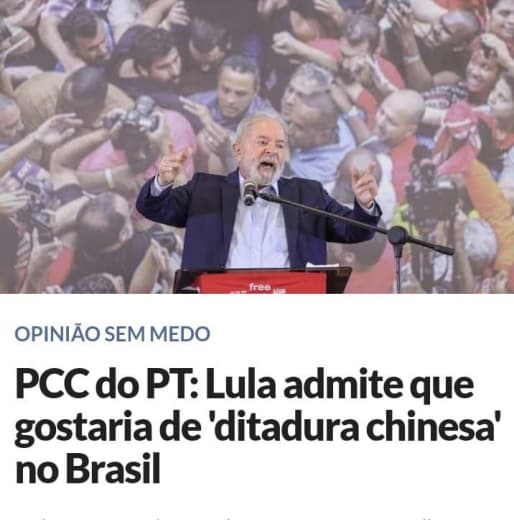 free
OPINIÃO SEM MEDO
PCC do PT: Lula admite que
gostaria de 'ditadura chinesa'
no Brasil